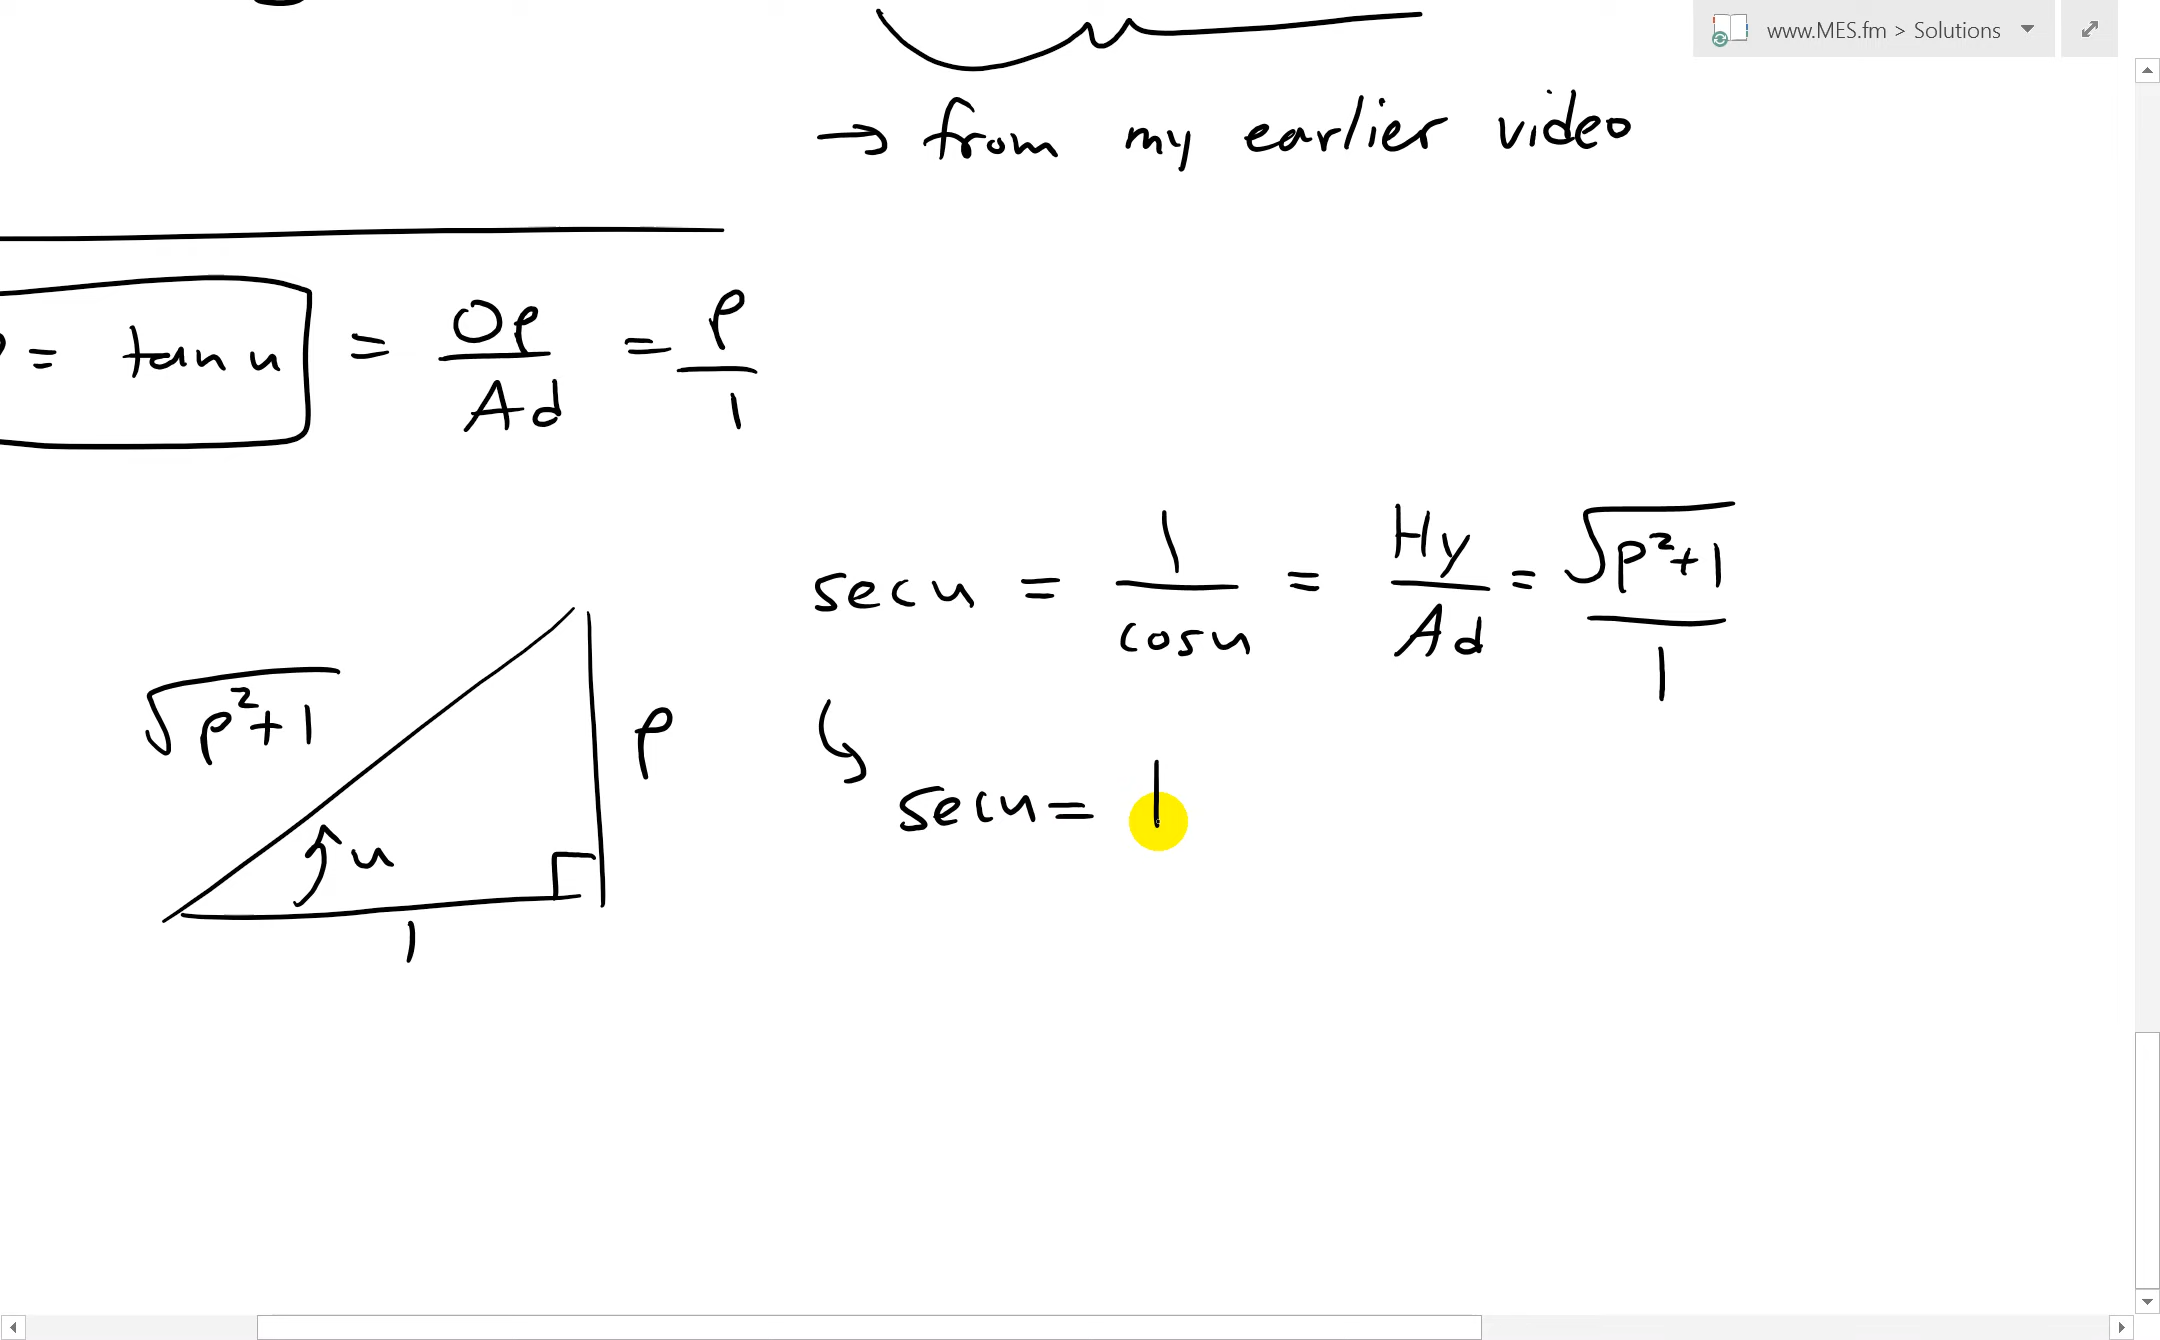 www.MES.fm > Solutions
→ from my earlier video
= tan u = Op/Ad = p/1
sec u = 1/cos u = Hy/Ad = √p²+1/1
√p²+1
p
sec u = 1
u
1